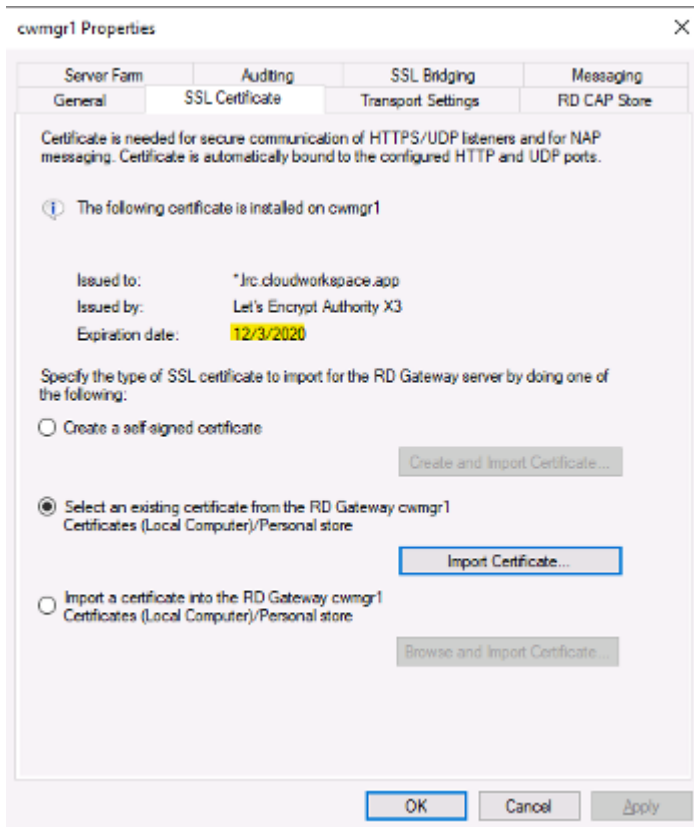 cwmgr1 Properties
Server Farm Auditing SSL Bridging Messaging
General SSL Certificate Transport Settings RD CAP Store
Certificate is needed for secure communication of HTTPS/UDP listeners and for NAP
messaging. Certificate is automatically bound to the configured HTTP and UDP ports.
The following certificate is installed on cwmgr1
Issued to: *.lrc.cloudworkspace.app
Issued by: Let's Encrypt Authority X3
Expiration date: 12/3/2020
Specify the type of SSL certificate to import for the RD Gateway server by doing one of
the following:
Create a self-signed certificate
Create and Import Certificate...
Select an existing certificate from the RD Gateway cwmgr1
Certificates (Local Computer)/Personal store
Import Certificate...
Import a certificate into the RD Gateway cwmgr1
Certificates (Local Computer)/Personal store
Browse and Import Certificate...
OK Cancel Apply